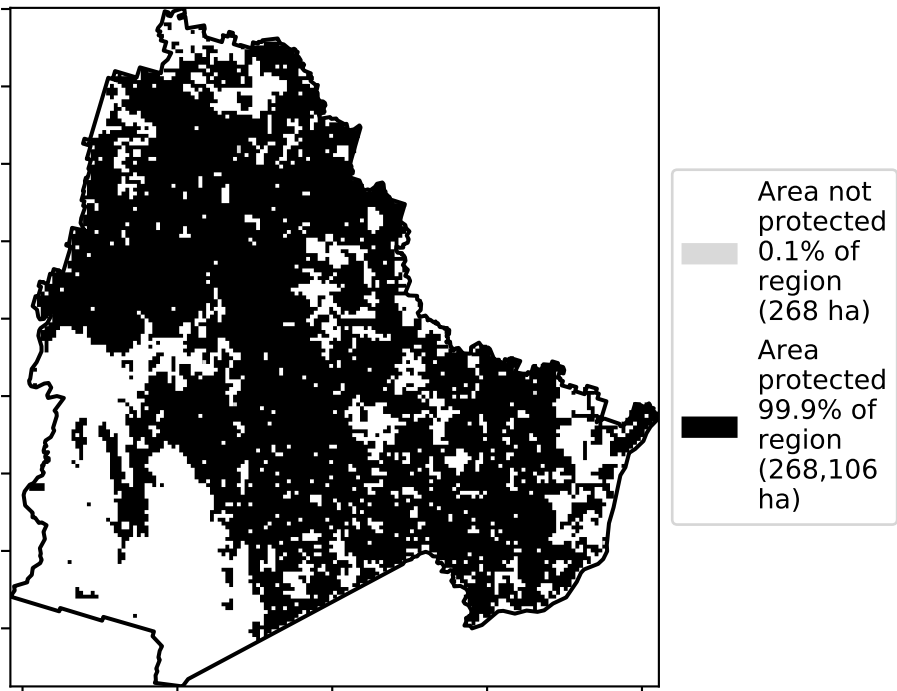 Area not
protected
0.1% of
region
(268 ha)
Area
protected
99.9% of
region
(268,106
ha)